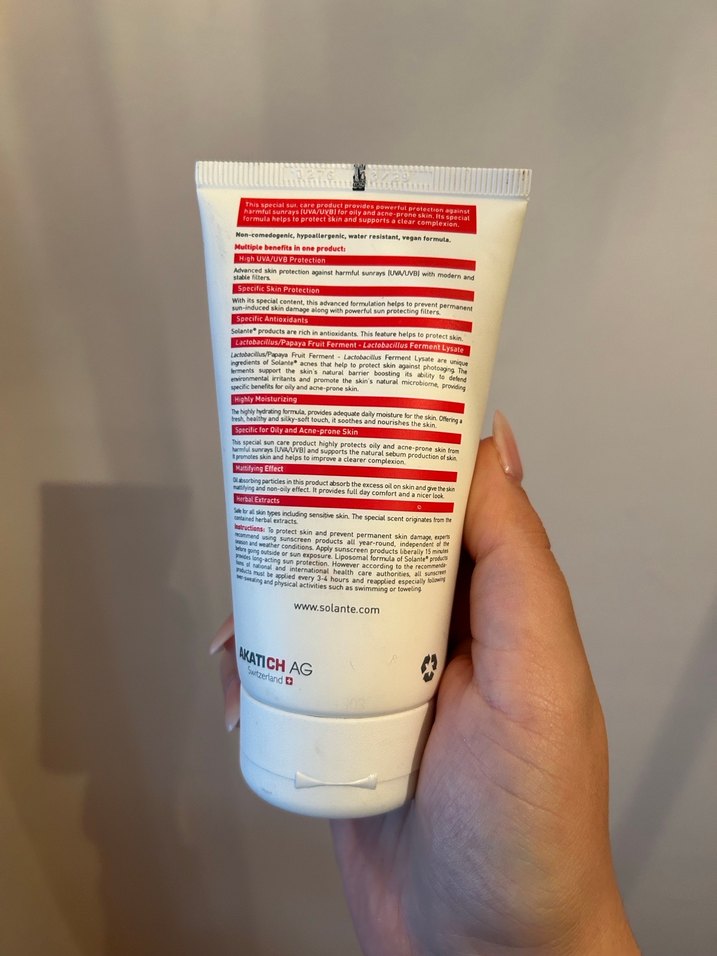 This special sun care product provides powerful protection against
harmful sunrays (UVA/UVB) for oily and acne-prone skin. Its special
formula helps to protect skin and supports a clear complexion.
Non-comedogenic, hypoallergenic, water resistant, vegan formula.
Multiple benefits in one product:
High UVA/UVB Protection
Advanced skin protection against harmful sunrays (UVA/UVB) with modern and
stable filters.
Specific Skin Protection
With its special content, this advanced formulation helps to prevent permanent
sun-induced skin damage along with powerful sun protecting filters.
Specific Antioxidants
Solante® products are rich in antioxidants. This feature helps to protect skin.
Lactobacillus/Papaya Fruit Ferment - Lactobacillus Ferment Lysate
Lactobacillus/Papaya Fruit Ferment - Lactobacillus Ferment Lysate are unique
ingredients of Solante® acnes that help to protect skin against photoaging. The
ferments support the skin's natural barrier boosting its ability to defend
environmental irritants and promote the skin's natural microbiome, providing
specific benefits for oily and acne-prone skin.
Highly Moisturizing
The highly hydrating formula, provides adequate daily moisture for the skin. Offering a
fresh, healthy and silky-soft touch, it soothes and nourishes the skin.
Specific for Oily and Acne-prone Skin
This special sun care product highly protects oily and acne-prone skin from
harmful sunrays (UVA/UVB) and supports the natural sebum production of skin.
It promotes skin and helps to improve a clearer complexion.
Mattifying Effect
Oil absorbing particles in this product absorb the excess oil on skin and give the skin
mattifying and non-oily effect. It provides full day comfort and a nicer look.
Herbal Extracts
Safe for all skin types including sensitive skin. The special scent originates from the
contained herbal extracts.
Instructions: To protect skin and prevent permanent skin damage, experts
recommend using sunscreen products all year-round, independent of the
season and weather conditions. Apply sunscreen products liberally 15 minutes
before going outside or sun exposure. Liposomal formula of Solante® products
provides long-acting sun protection. However according to the recommenda-
tions of national and international health care authorities, all sunscreen
products must be applied every 3-4 hours and reapplied especially following
over-sweating and physical activities such as swimming or toweling.
www.solante.com
AKATICH AG
Switzerland